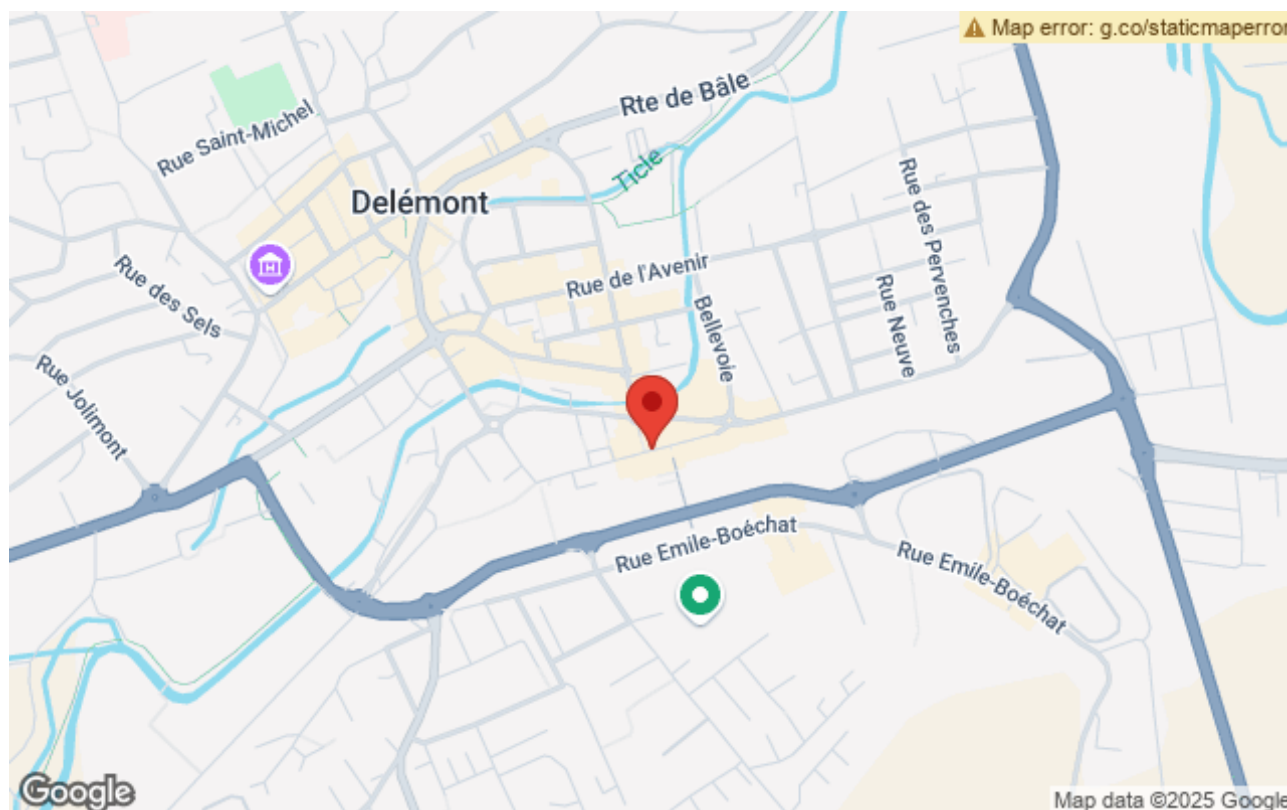 Map error: g.co/staticmaperror
Rte de Bâle
Rue Saint-Michel
Ticle
Delémont
Rue des Pervenches
Rue de l'Avenir
Rue des Sels
Bellevoie
Rue Neuve
Rue Jolimont
Rue Emile-Boéchat
Rue Emile-Boéchat
Google
Map data ©2025 Google